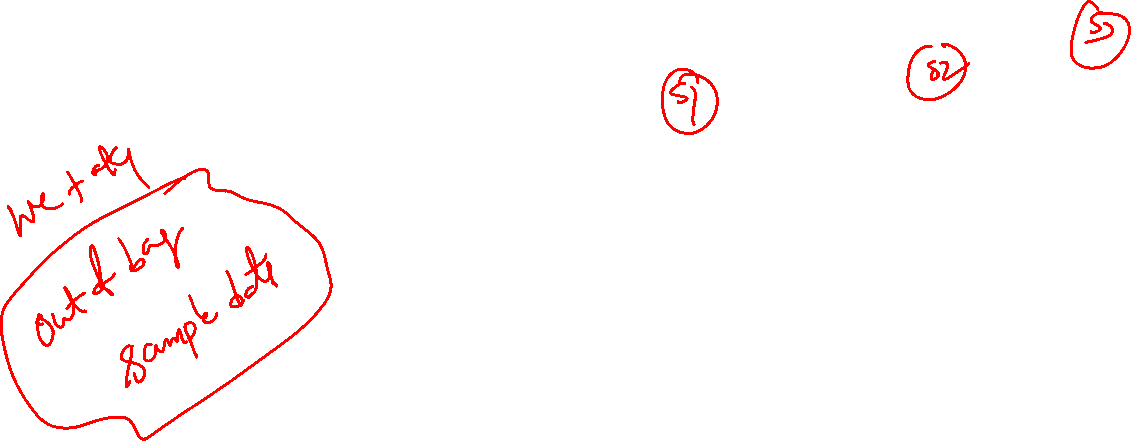 S1
S2
S3
we take
out of bag
sample data